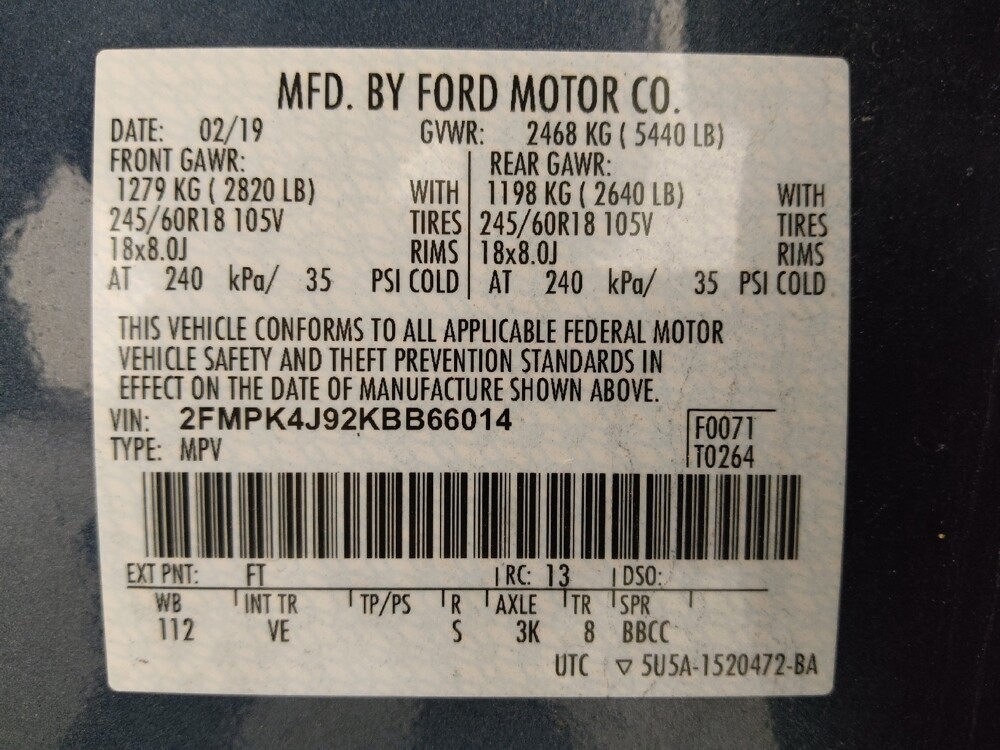 MFD. BY FORD MOTOR CO.
DATE: 02/19 GVWR: 2468 KG ( 5440 LB)
FRONT GAWR: REAR GAWR:
1279 KG ( 2820 LB) WITH 1198 KG ( 2640 LB) WITH
245/60R18 105V TIRES 245/60R18 105V TIRES
18x8.0J RIMS 18x8.0J RIMS
AT 240 kPa/ 35 PSI COLD AT 240 kPa/ 35 PSI COLD
THIS VEHICLE CONFORMS TO ALL APPLICABLE FEDERAL MOTOR
VEHICLE SAFETY AND THEFT PREVENTION STANDARDS IN
EFFECT ON THE DATE OF MANUFACTURE SHOWN ABOVE.
VIN: 2FMPK4J92KBB66014 F0071
TYPE: MPV T0264
EXT PNT: FT RC: 13 DSO:
WB INT TR TP/PS R AXLE TR SPR
112 VE S 3K 8 BBCC
UTC ▽ 5U5A-1520472-BA